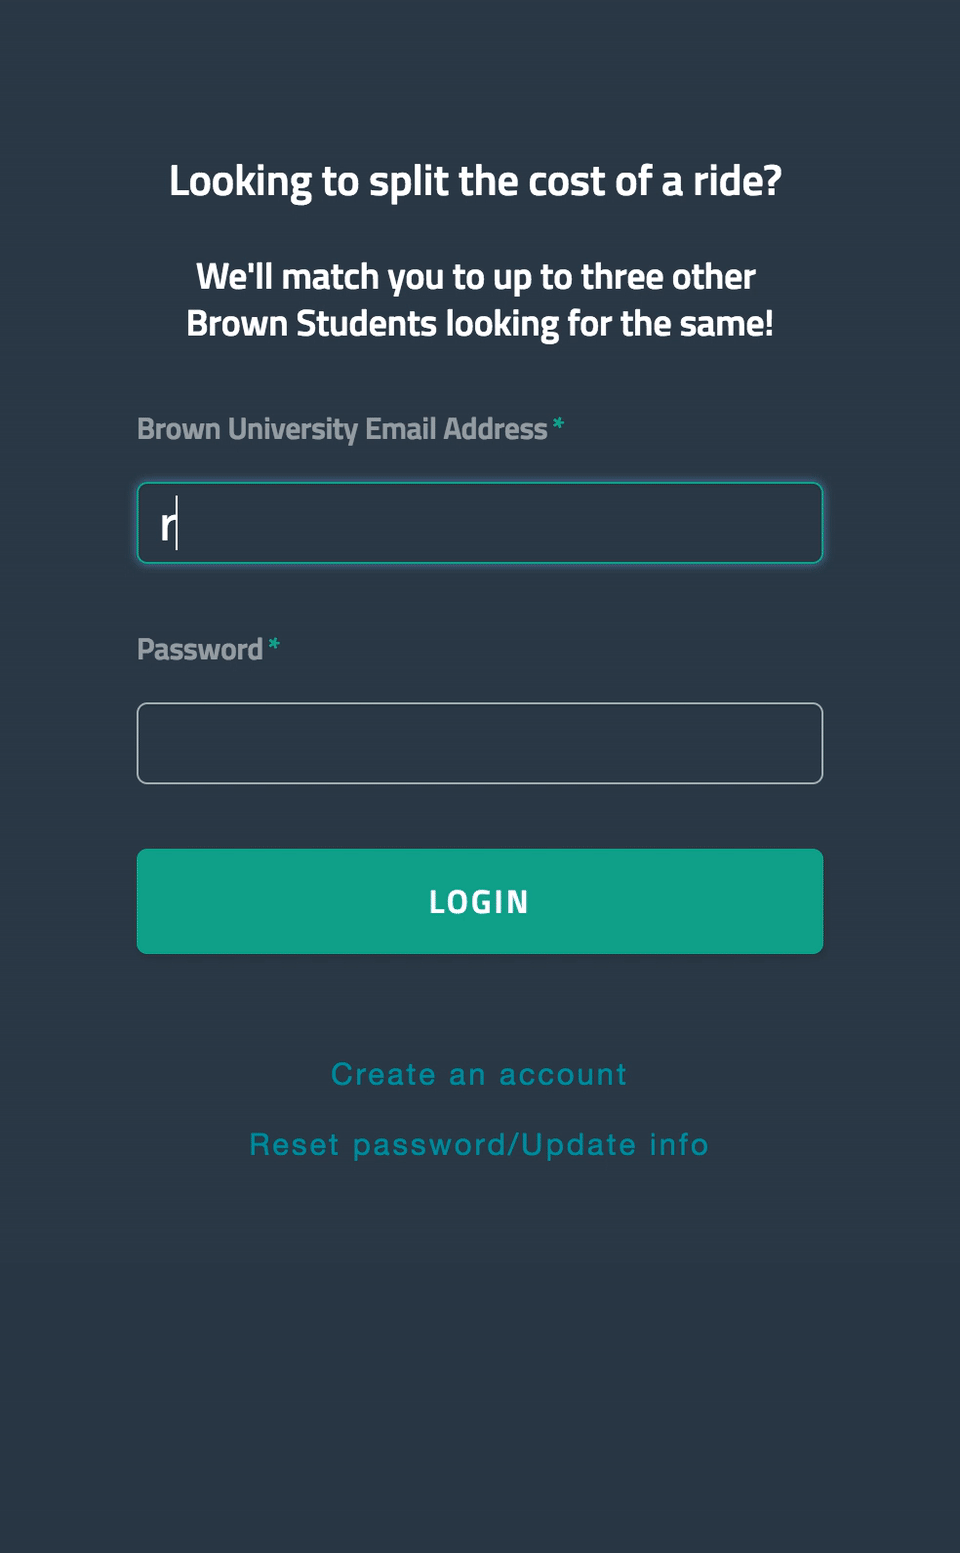 Looking to split the cost of a ride?
We'll match you to up to three other
Brown Students looking for the same!
Brown University Email Address *
r
Password *
LOGIN
Create an account
Reset password/Update info